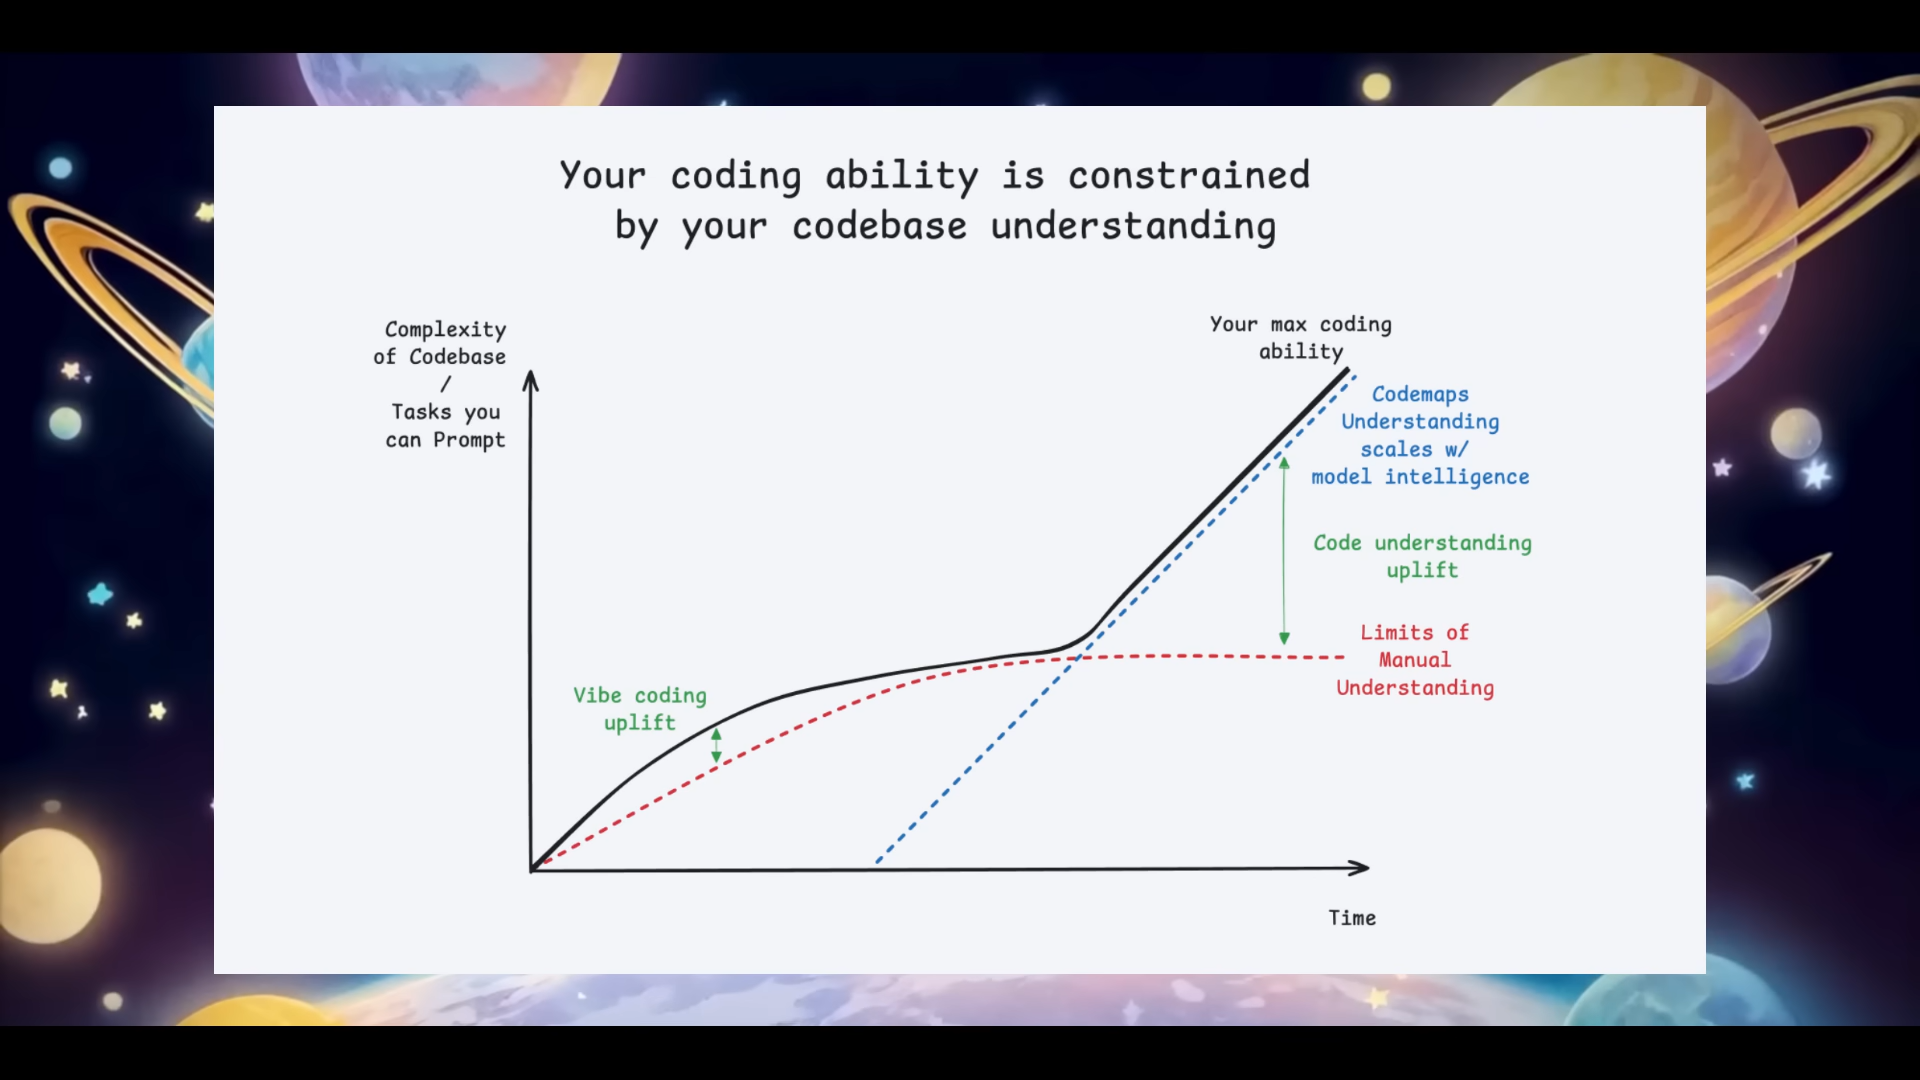 Your coding ability is constrained
by your codebase understanding
Complexity
of Codebase
/
Tasks you
can Prompt
Your max coding
ability
Codemaps
Understanding
scales w/
model intelligence
Code understanding
uplift
Limits of
Manual
Understanding
Vibe coding
uplift
Time